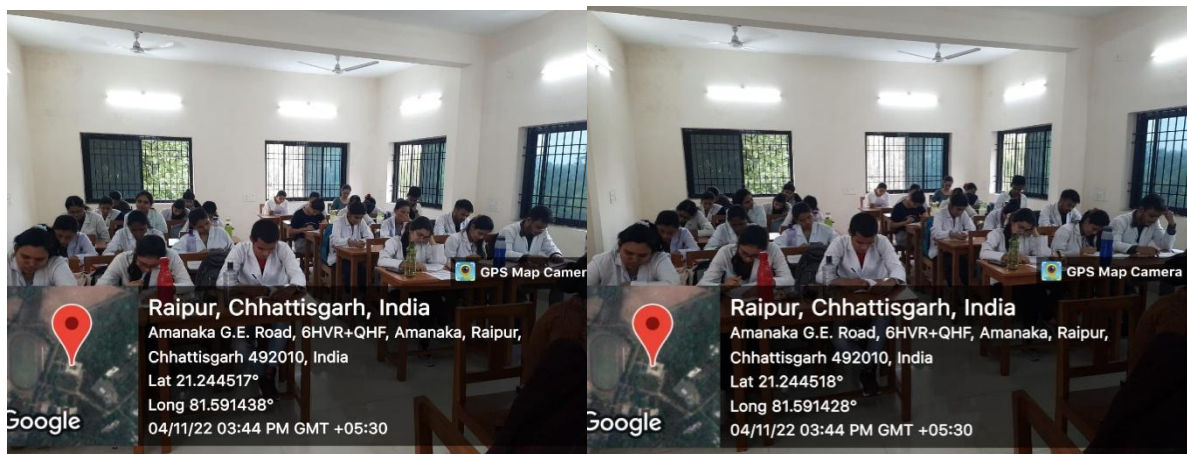 GPS Map Camer
Raipur, Chhattisgarh, India
Amanaka G.E. Road, 6HVR+QHF, Amanaka, Raipur,
Chhattisgarh 492010, India
Lat 21.244517°
Long 81.591438°
04/11/22 03:44 PM GMT +05:30
Google
GPS Map Camera
Raipur, Chhattisgarh, India
Amanaka G.E. Road, 6HVR+QHF, Amanaka, Raipur,
Chhattisgarh 492010, India
Lat 21.244518°
Long 81.591428°
04/11/22 03:44 PM GMT +05:30
Google